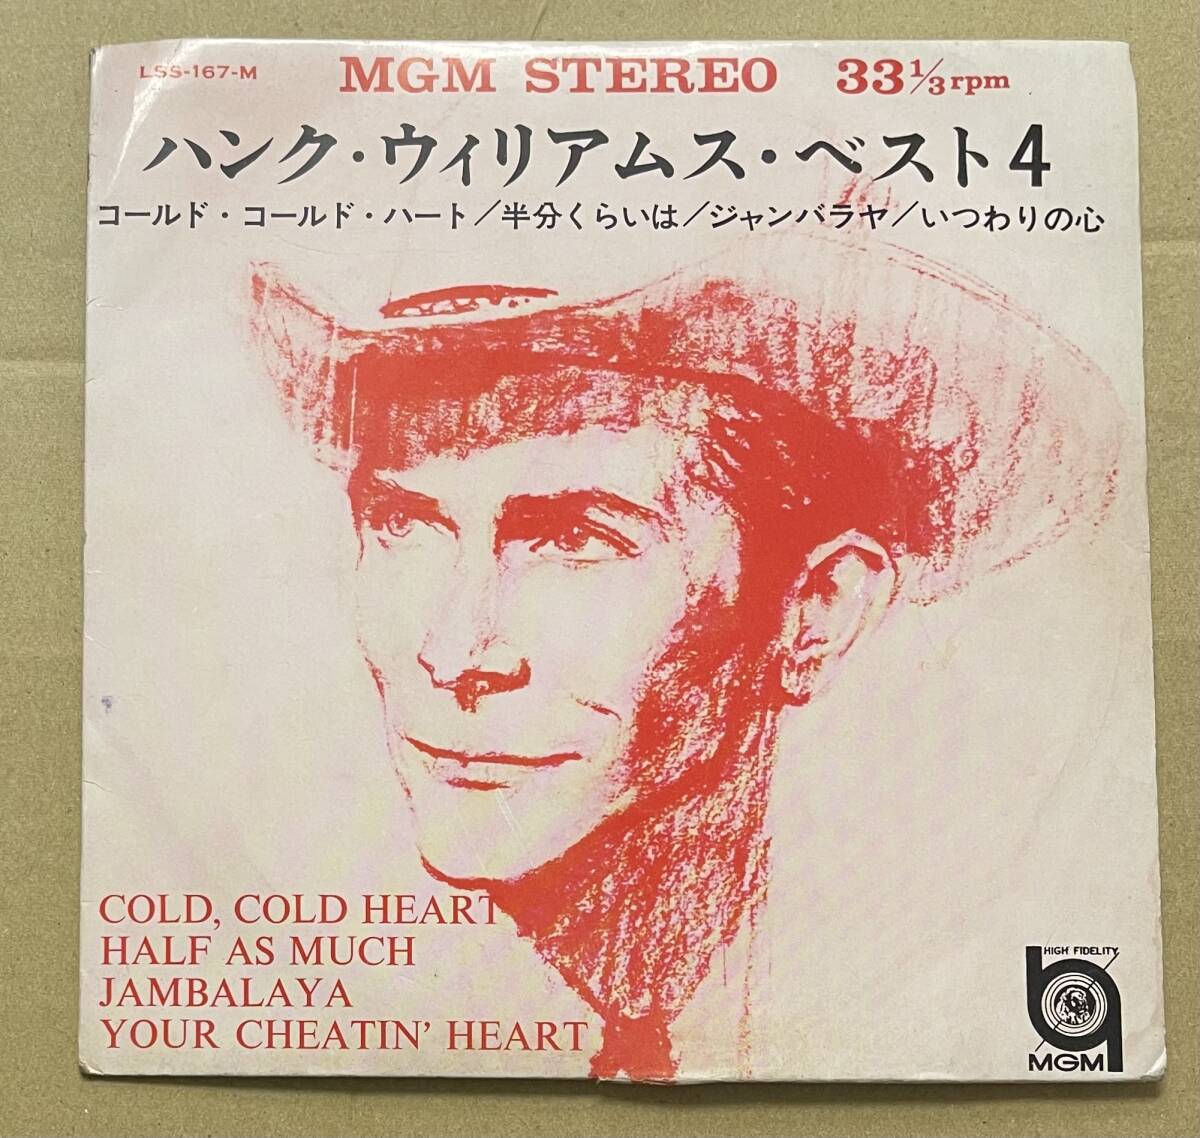 LSS-167-M MGM STEREO 33⅓rpm
ハンク・ウィリアムス・ベスト4
コールド・コールド・ハート/半分くらいは/ジャンバラヤ/いつわりの心
COLD, COLD HEART
HALF AS MUCH
JAMBALAYA
YOUR CHEATIN' HEART
HIGH FIDELITY
MGM